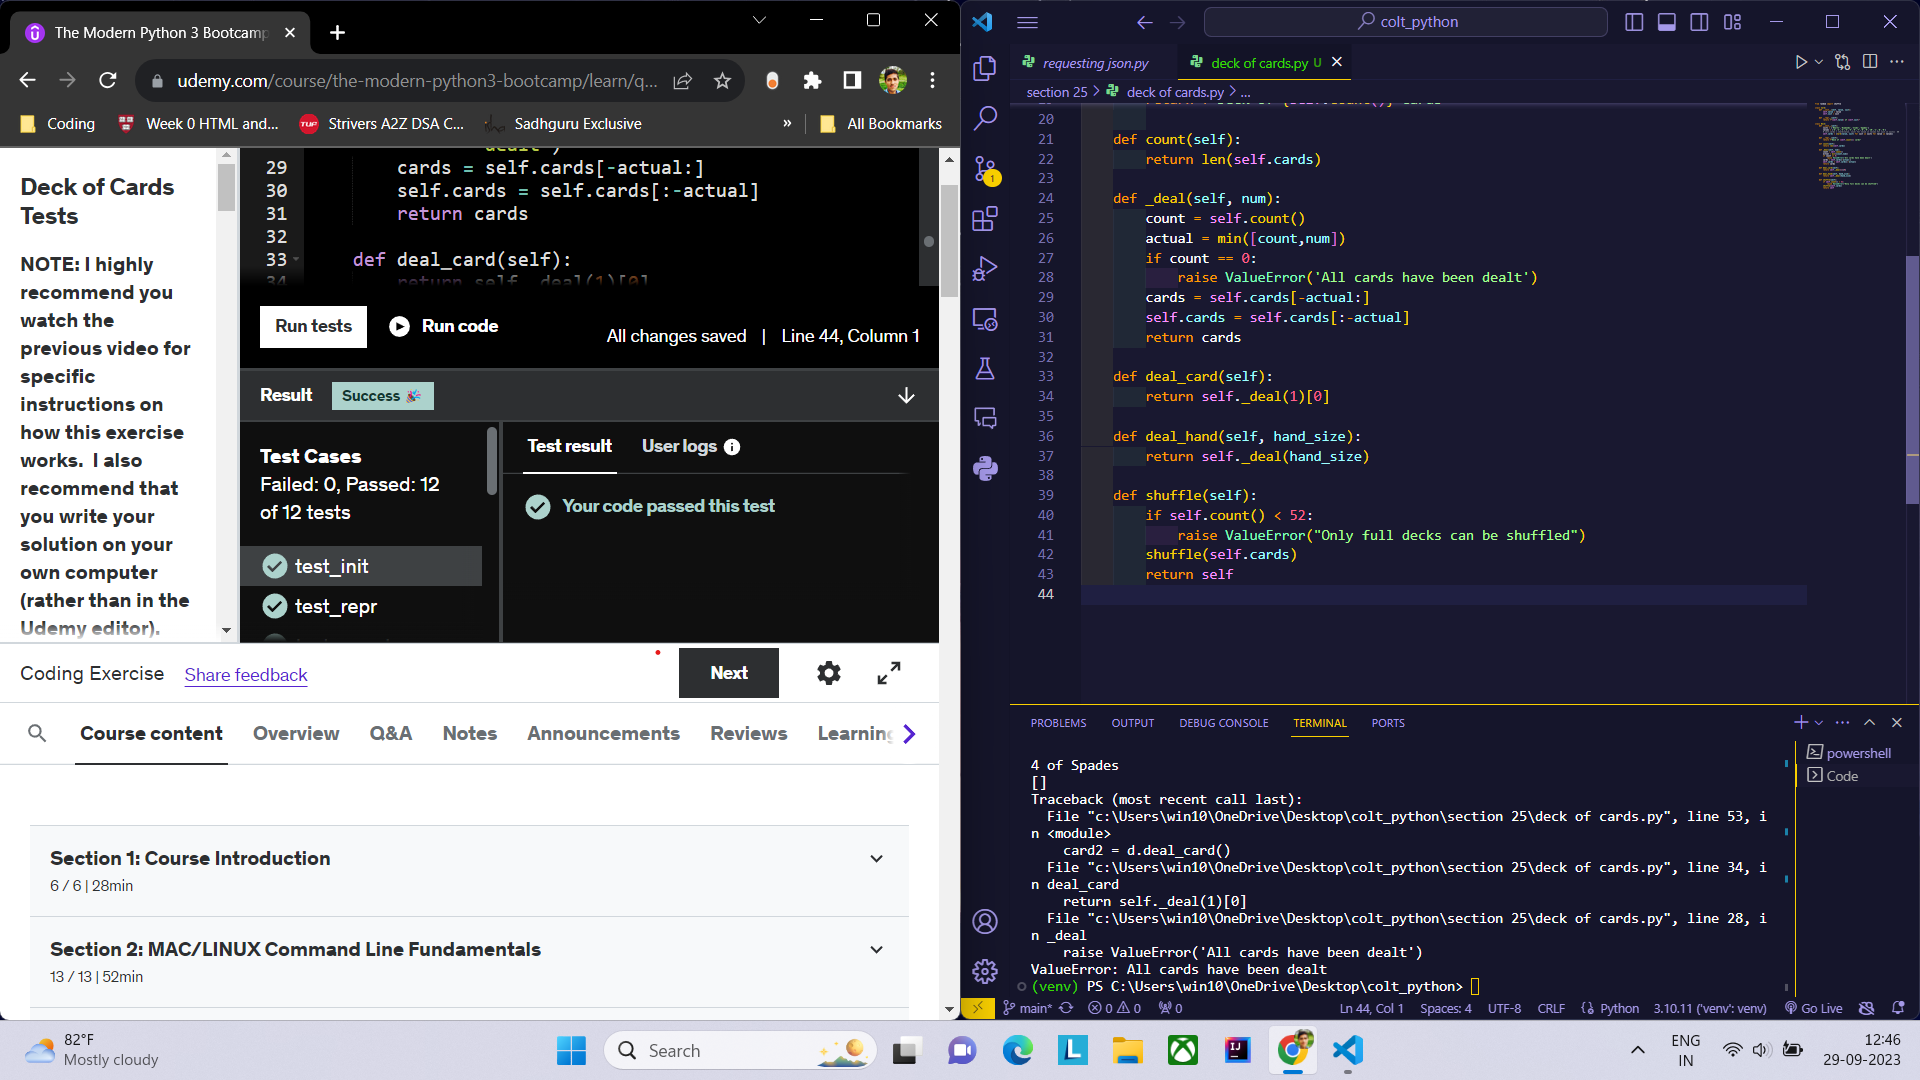 The Modern Python 3 Bootcamp
udemy.com/course/the-modern-python3-bootcamp/learn/q...
Coding
Week 0 HTML and...
TUF
Strivers A2Z DSA C...
Sadhguru Exclusive
»
All Bookmarks
Deck of Cards
Tests
NOTE: I highly
recommend you
watch the
previous video for
specific
instructions on
how this exercise
works. I also
recommend that
you write your
solution on your
own computer
(rather than in the
Udemy editor).
29 cards = self.cards[-actual:]
30 self.cards = self.cards[:-actual]
31 return cards
32
33 def deal_card(self):
34 return self._deal(1)[0]
Run tests
Run code
All changes saved | Line 44, Column 1
Result
Success
Test Cases
Failed: 0, Passed: 12
of 12 tests
test_init
test_repr
Test result
User logs
Your code passed this test
Coding Exercise
Share feedback
Next
Course content
Overview
Q&A
Notes
Announcements
Reviews
Learning
Section 1: Course Introduction
6 / 6 | 28min
Section 2: MAC/LINUX Command Line Fundamentals
13 / 13 | 52min
colt_python
requesting json.py
deck of cards.py U
section 25 > deck of cards.py > ...
20
21 def count(self):
22 return len(self.cards)
23
24 def _deal(self, num):
25 count = self.count()
26 actual = min([count,num])
27 if count == 0:
28 raise ValueError('All cards have been dealt')
29 cards = self.cards[-actual:]
30 self.cards = self.cards[:-actual]
31 return cards
32
33 def deal_card(self):
34 return self._deal(1)[0]
35
36 def deal_hand(self, hand_size):
37 return self._deal(hand_size)
38
39 def shuffle(self):
40 if self.count() < 52:
41 raise ValueError("Only full decks can be shuffled")
42 shuffle(self.cards)
43 return self
44
1
PROBLEMS
OUTPUT
DEBUG CONSOLE
TERMINAL
PORTS
4 of Spades
[]
Traceback (most recent call last):
File "c:\Users\win10\OneDrive\Desktop\colt_python\section 25\deck of cards.py", line 53, i
n <module>
card2 = d.deal_card()
File "c:\Users\win10\OneDrive\Desktop\colt_python\section 25\deck of cards.py", line 34, i
n deal_card
return self._deal(1)[0]
File "c:\Users\win10\OneDrive\Desktop\colt_python\section 25\deck of cards.py", line 28, i
n _deal
raise ValueError('All cards have been dealt')
ValueError: All cards have been dealt
(venv) PS C:\Users\win10\OneDrive\Desktop\colt_python>
powershell
Code
main*
0
0
0
Ln 44, Col 1
Spaces: 4
UTF-8
CRLF
Python
3.10.11 ('venv': venv)
Go Live
82°F
Mostly cloudy
Search
ENG
IN
12:46
29-09-2023